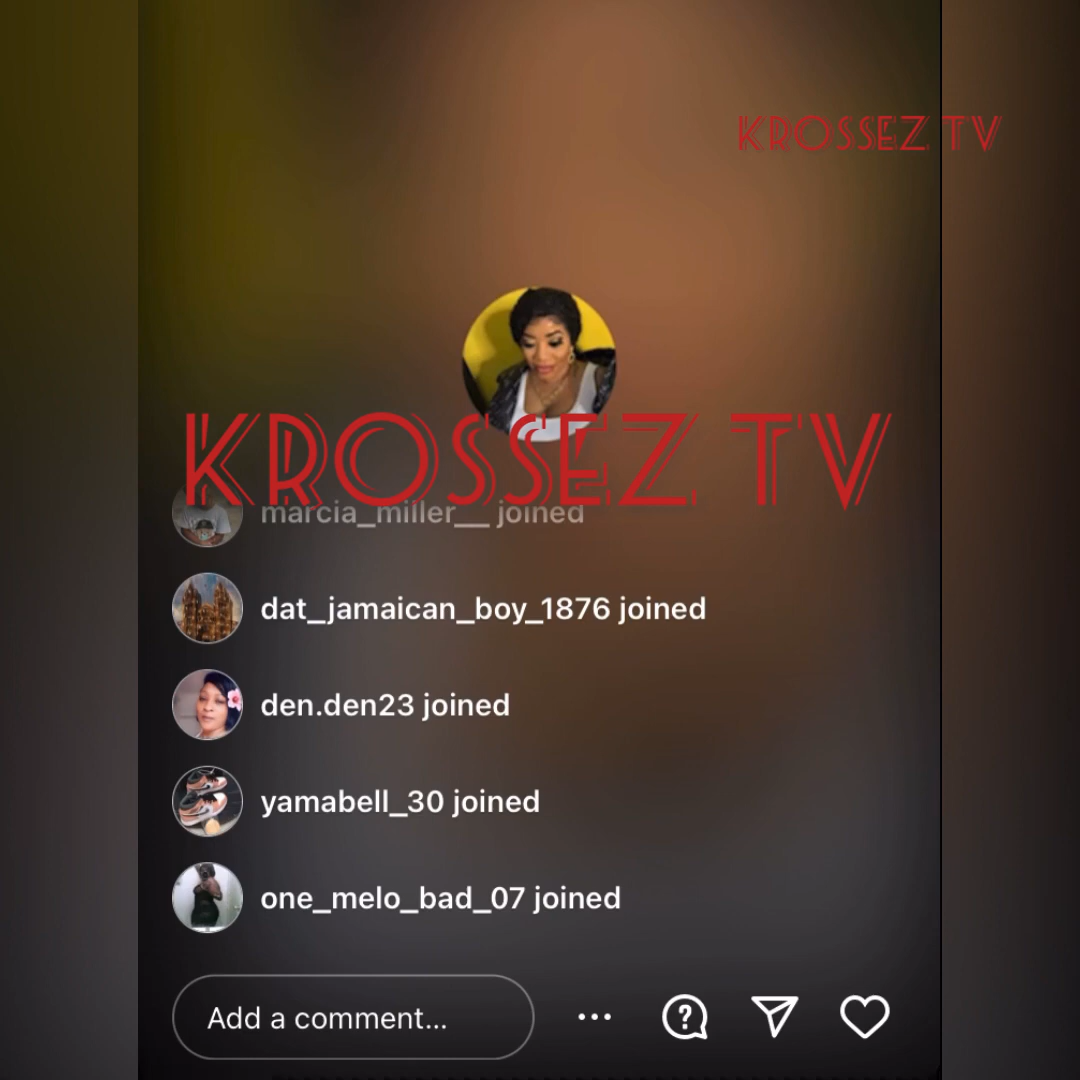 KROSSEZ TV
KROSSEZ TV
marcia_miller__ joined
dat_jamaican_boy_1876 joined
den.den23 joined
yamabell_30 joined
one_melo_bad_07 joined
Add a comment...